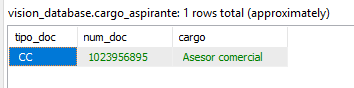 vision_database.cargo_aspirante: 1 rows total (approximately)
tipo_doc num_doc cargo
CC 1023956895 Asesor comercial